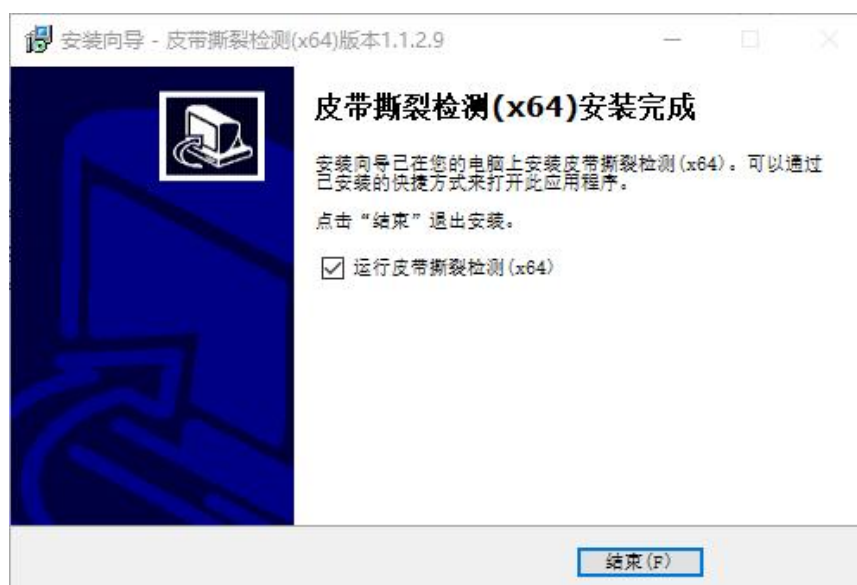 安装向导 - 皮带撕裂检测(x64)版本1.1.2.9
皮带撕裂检测(x64)安装完成
安装向导已在您的电脑上安装皮带撕裂检测(x64)。可以通过
已安装的快捷方式来打开此应用程序。
点击“结束”退出安装。
运行皮带撕裂检测(x64)
结束(F)